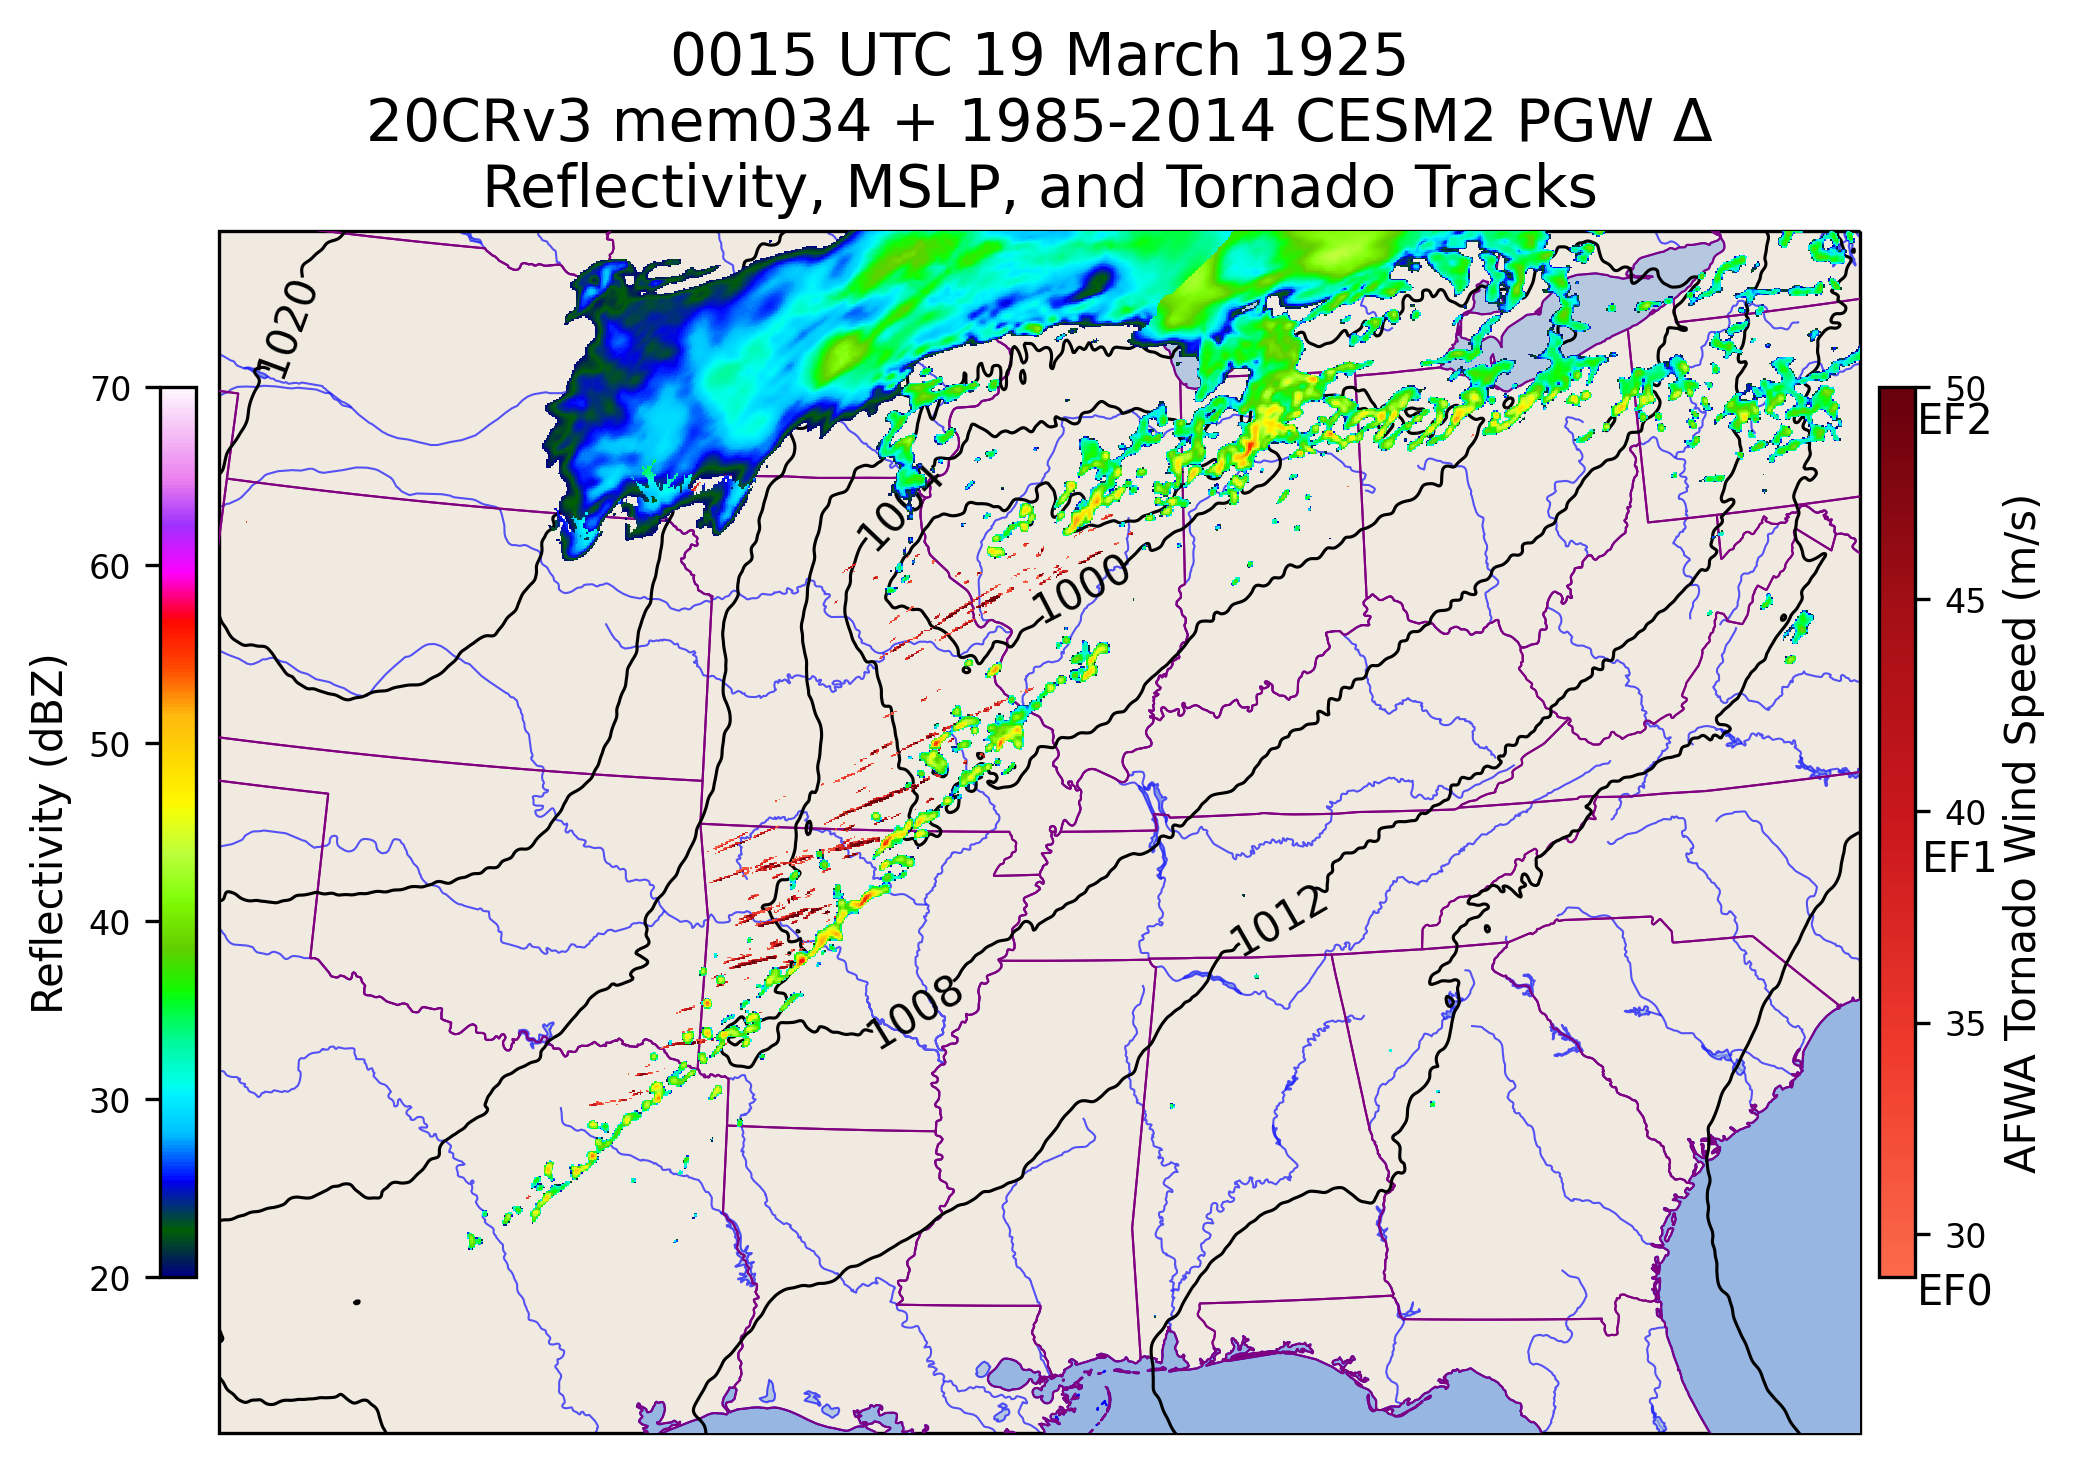 0015 UTC 19 March 1925
20CRv3 mem034 + 1985-2014 CESM2 PGW Δ
Reflectivity, MSLP, and Tornado Tracks
70
60
50
40
30
20
Reflectivity (dBZ)
1020
1004
1000
1012
1008
50
EF2
45
40
EF1
35
30
EF0
AFWA Tornado Wind Speed (m/s)